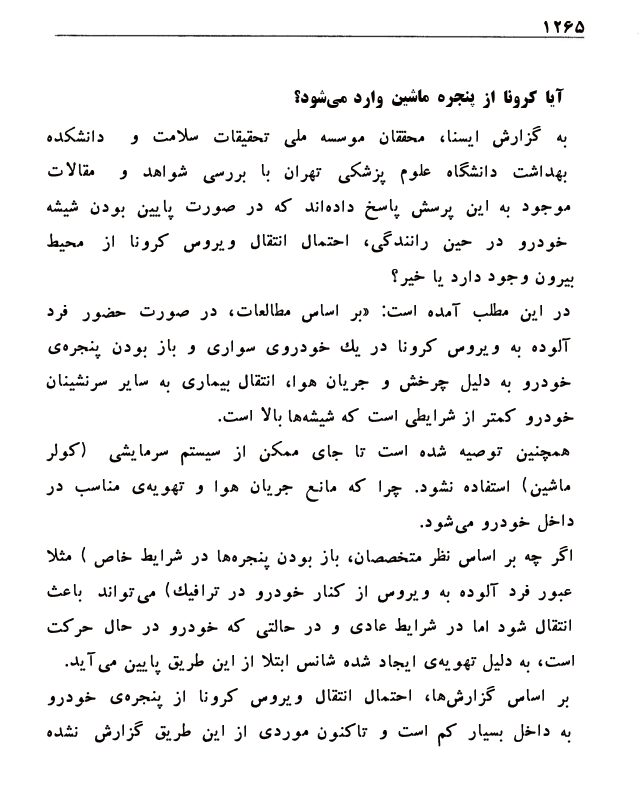 ۱۲۶۵
آیا کرونا از پنجره ماشین وارد می‌شود؟
به گزارش ایسنا، محققان موسسه ملی تحقیقات سلامت و دانشکده
بهداشت دانشگاه علوم پزشکی تهران با بررسی شواهد و مقالات
موجود به این پرسش پاسخ داده‌اند که در صورت پایین بودن شیشه
خودرو در حین رانندگی، احتمال انتقال ویروس کرونا از محیط
بیرون وجود دارد یا خیر؟
در این مطلب آمده است: «بر اساس مطالعات، در صورت حضور فرد
آلوده به ویروس کرونا در یك خودروی سواری و باز بودن پنجره‌ی
خودرو به دلیل چرخش و جریان هوا، انتقال بیماری به سایر سرنشینان
خودرو کمتر از شرایطی است که شیشه‌ها بالا است.
همچنین توصیه شده است تا جای ممکن از سیستم سرمایشی (کولر
ماشین) استفاده نشود. چرا که مانع جریان هوا و تهویه‌ی مناسب در
داخل خودرو می‌شود.
اگر چه بر اساس نظر متخصصان، باز بودن پنجره‌ها در شرایط خاص ) مثلا
عبور فرد آلوده به ویروس از کنار خودرو در ترافیك) می‌تواند باعث
انتقال شود اما در شرایط عادی و در حالتی که خودرو در حال حرکت
است، به دلیل تهویه‌ی ایجاد شده شانس ابتلا از این طریق پایین می‌آید.
بر اساس گزارش‌ها، احتمال انتقال ویروس کرونا از پنجره‌ی خودرو
به داخل بسیار کم است و تاکنون موردی از این طریق گزارش نشده